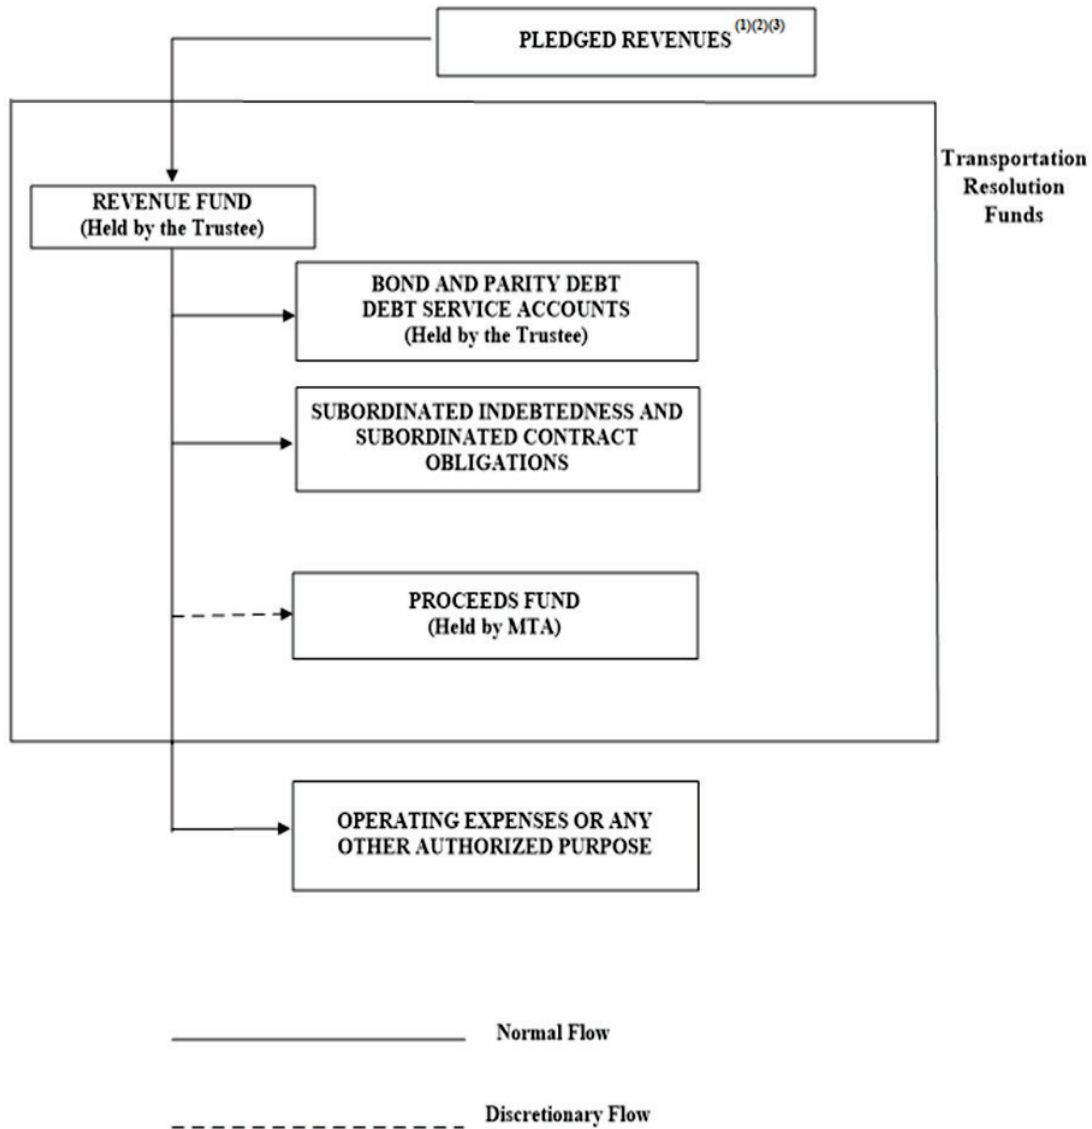 PLEDGED REVENUES (1)(2)(3)
Transportation
Resolution
Funds
REVENUE FUND
(Held by the Trustee)
BOND AND PARITY DEBT
DEBT SERVICE ACCOUNTS
(Held by the Trustee)
SUBORDINATED INDEBTEDNESS AND
SUBORDINATED CONTRACT
OBLIGATIONS
PROCEEDS FUND
(Held by MTA)
OPERATING EXPENSES OR ANY
OTHER AUTHORIZED PURPOSE
Normal Flow
Discretionary Flow